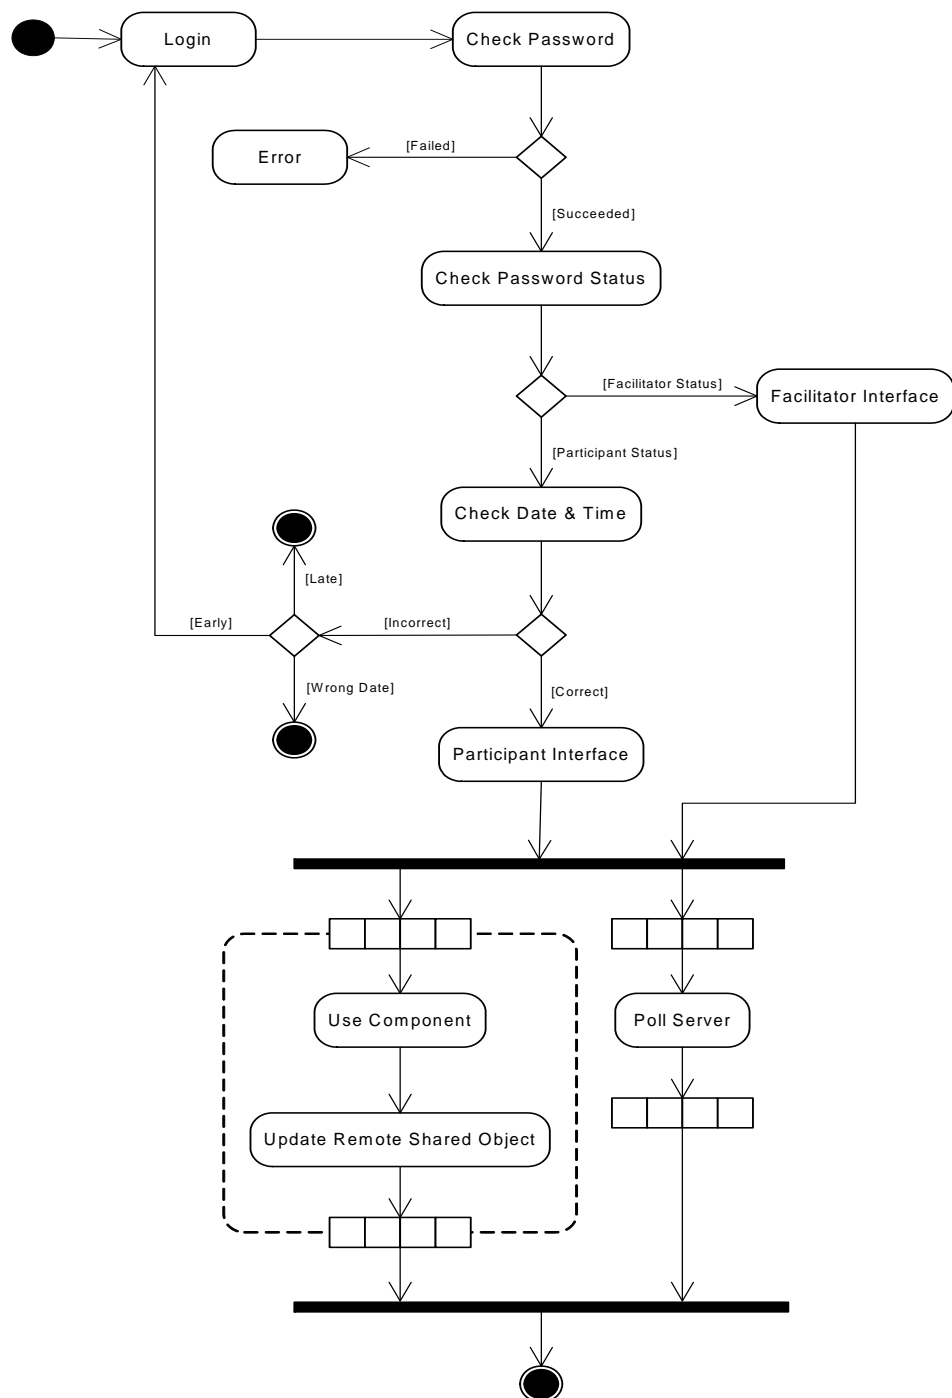 Login
Check Password
Error
[Failed]
[Succeeded]
Check Password Status
[Facilitator Status]
Facilitator Interface
[Participant Status]
Check Date & Time
[Late]
[Early]
[Incorrect]
[Wrong Date]
[Correct]
Participant Interface
Use Component
Poll Server
Update Remote Shared Object